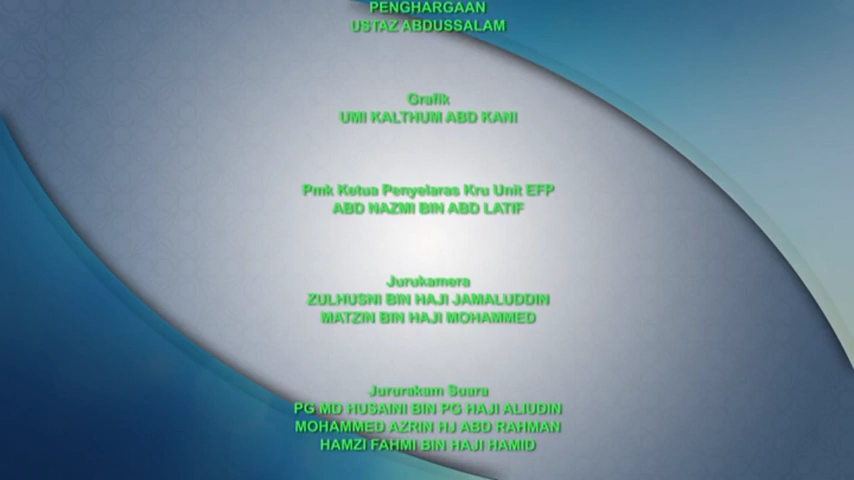 PENGHARGAAN
USTAZ ABDUSSALAM
Grafik
UMI KALTHUM ABD KANI
Pmk Ketua Penyelaras Kru Unit EFP
ABD NAZMI BIN ABD LATIF
Jurukamera
ZULHUSNI BIN HAJI JAMALUDDIN
MATZIN BIN HAJI MOHAMMED
Jururakam Suara
PG MD HUSAINI BIN PG HAJI ALIUDIN
MOHAMMED AZRIN HJ ABD RAHMAN
HAMZI FAHMI BIN HAJI HAMID